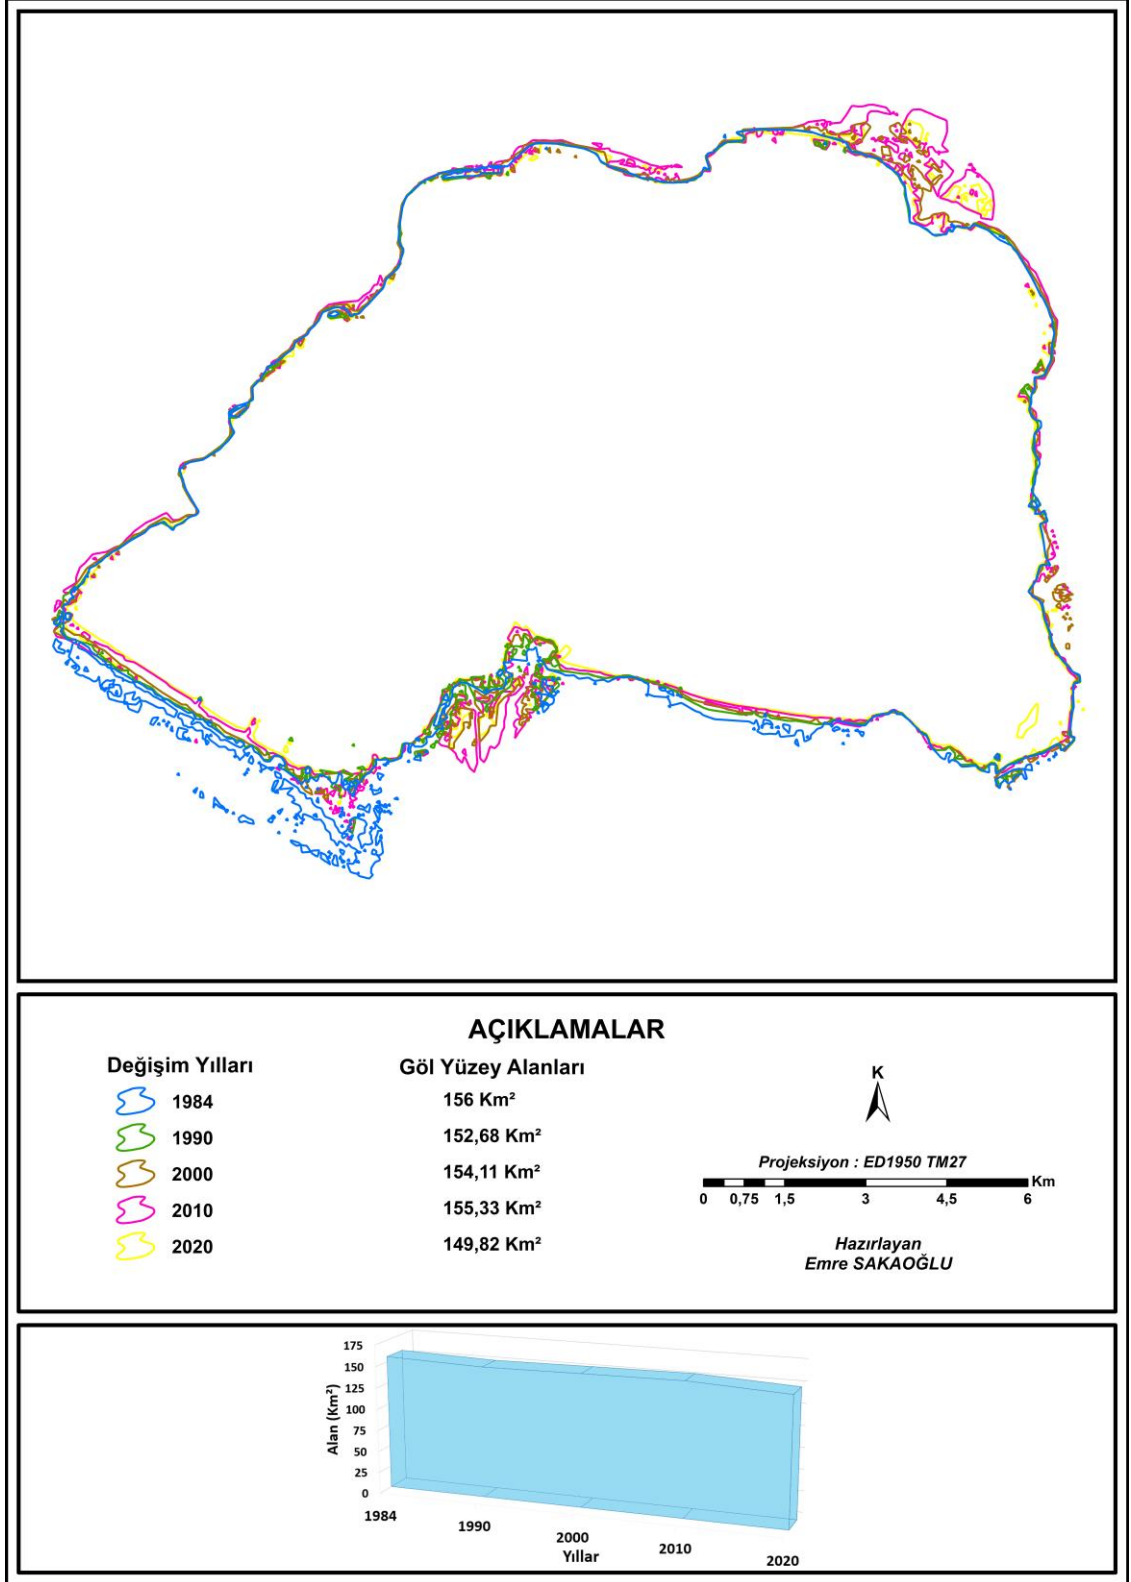 AÇIKLAMALAR
Değişim Yılları
Göl Yüzey Alanları
1984
156 Km²
1990
152,68 Km²
2000
154,11 Km²
2010
155,33 Km²
2020
149,82 Km²
K
Projeksiyon : ED1950 TM27
Km
0 0,75 1,5 3 4,5 6
Hazırlayan
Emre SAKAOĞLU
175
150
125
100
75
50
25
0
Alan (Km²)
1984
1990
2000
2010
2020
Yıllar